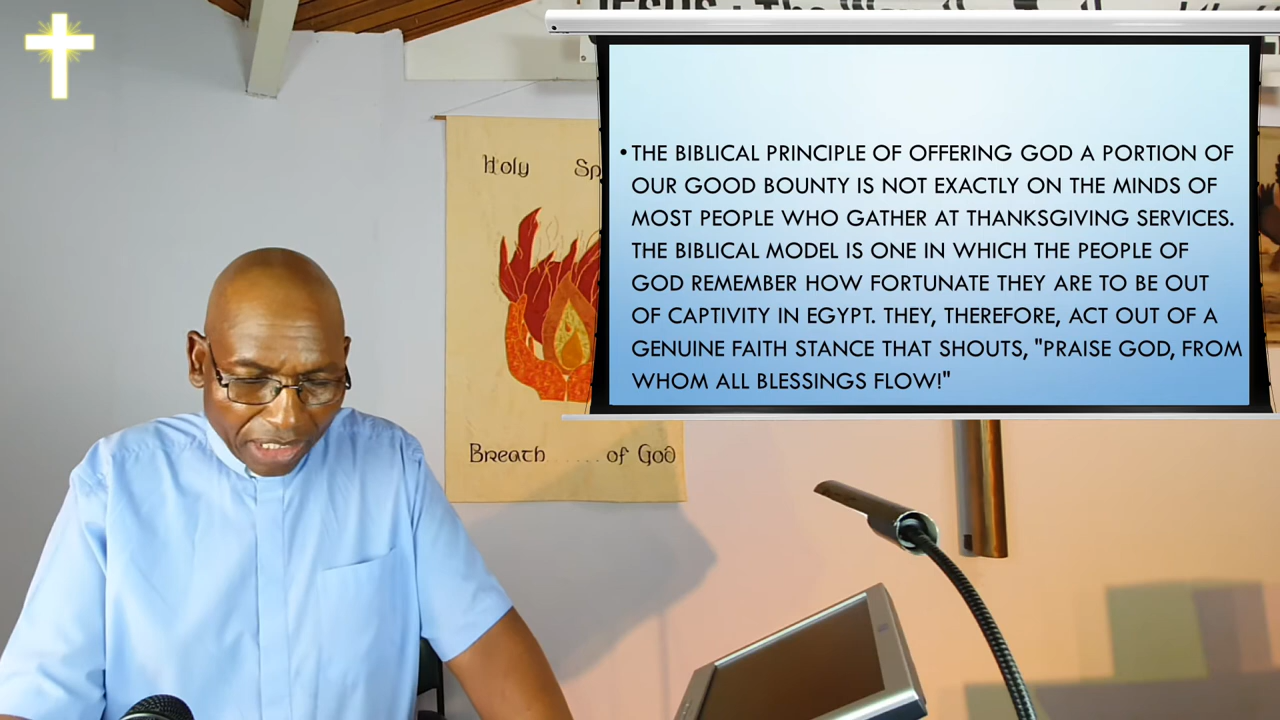 JESUS : The
Holy
• THE BIBLICAL PRINCIPLE OF OFFERING GOD A PORTION OF
OUR GOOD BOUNTY IS NOT EXACTLY ON THE MINDS OF
MOST PEOPLE WHO GATHER AT THANKSGIVING SERVICES.
THE BIBLICAL MODEL IS ONE IN WHICH THE PEOPLE OF
GOD REMEMBER HOW FORTUNATE THEY ARE TO BE OUT
OF CAPTIVITY IN EGYPT. THEY, THEREFORE, ACT OUT OF A
GENUINE FAITH STANCE THAT SHOUTS, "PRAISE GOD, FROM
WHOM ALL BLESSINGS FLOW!"
Breath ..... of God